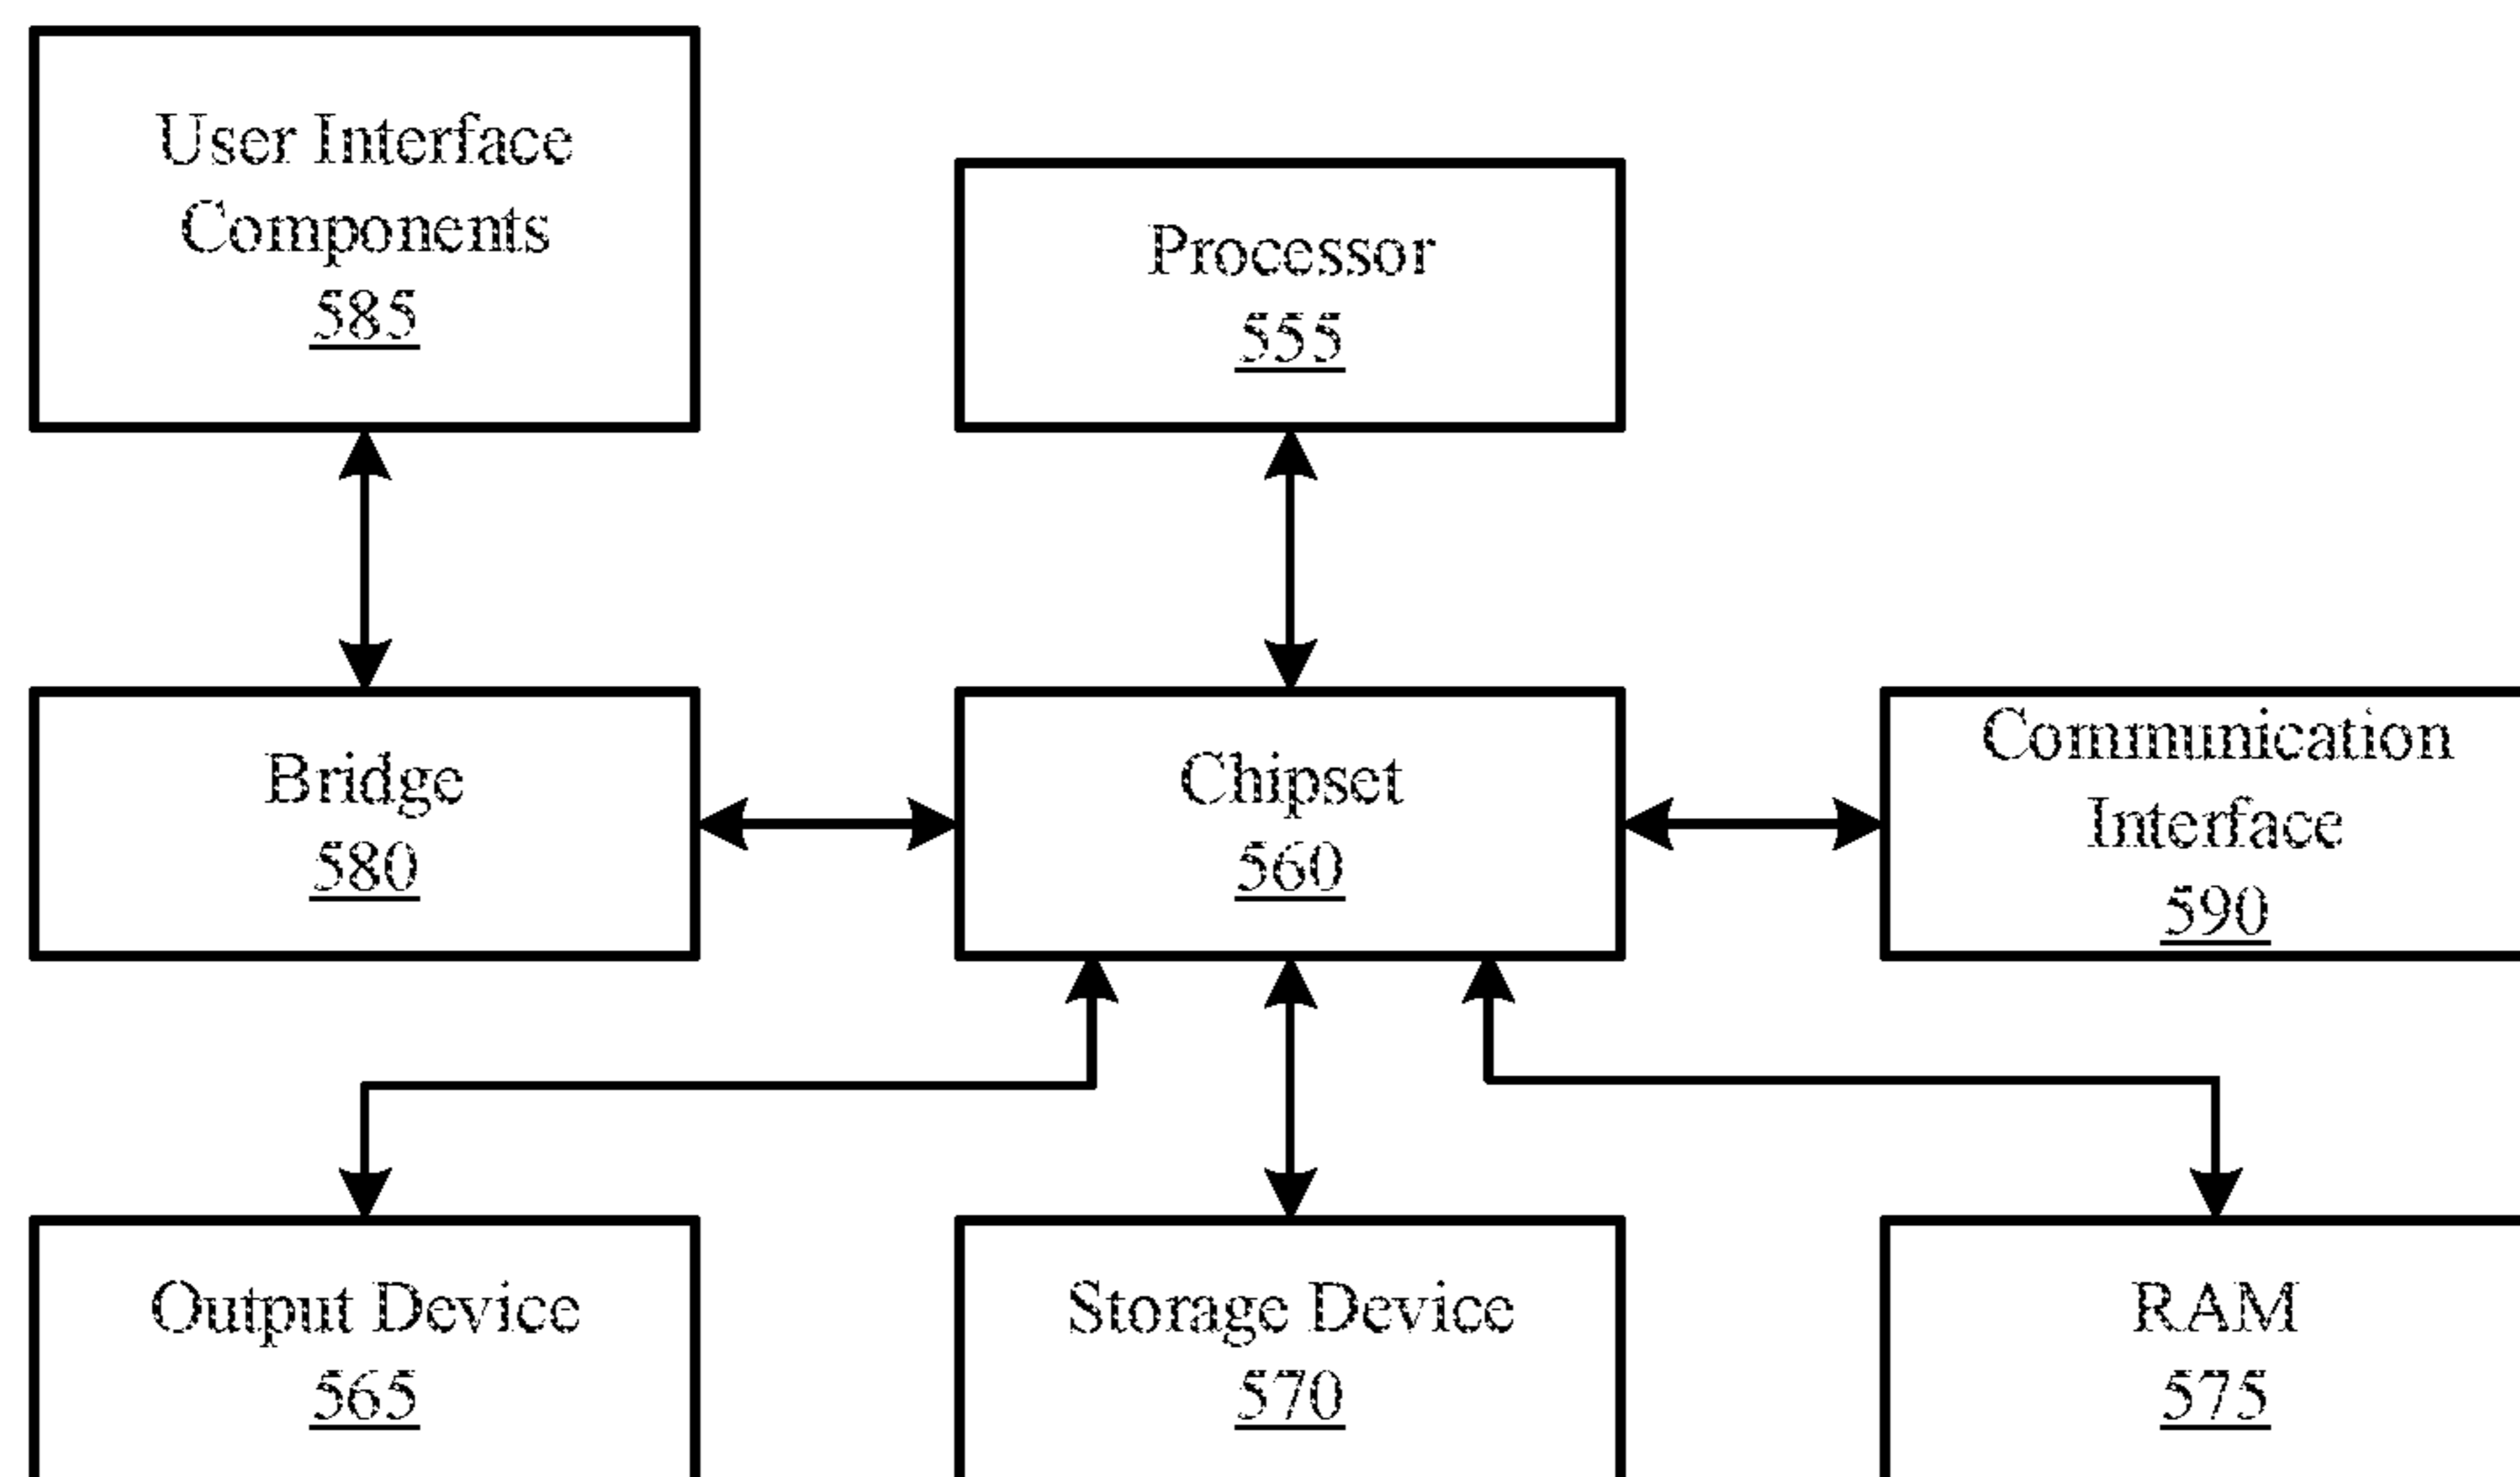 User Interface
Components
585
Processor
555
Bridge
580
Chipset
560
Communication
Interface
590
Output Device
565
Storage Device
570
RAM
575